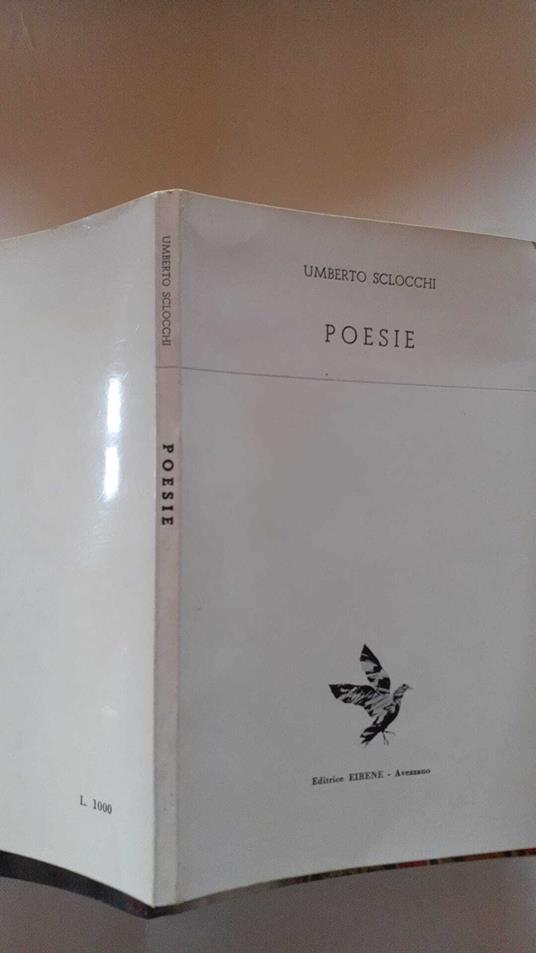 UMBERTO SCLOCCHI
POESIE
Editrice EIRENE - Avezzano
UMBERTO SCLOCCHI
POESIE
L. 1000